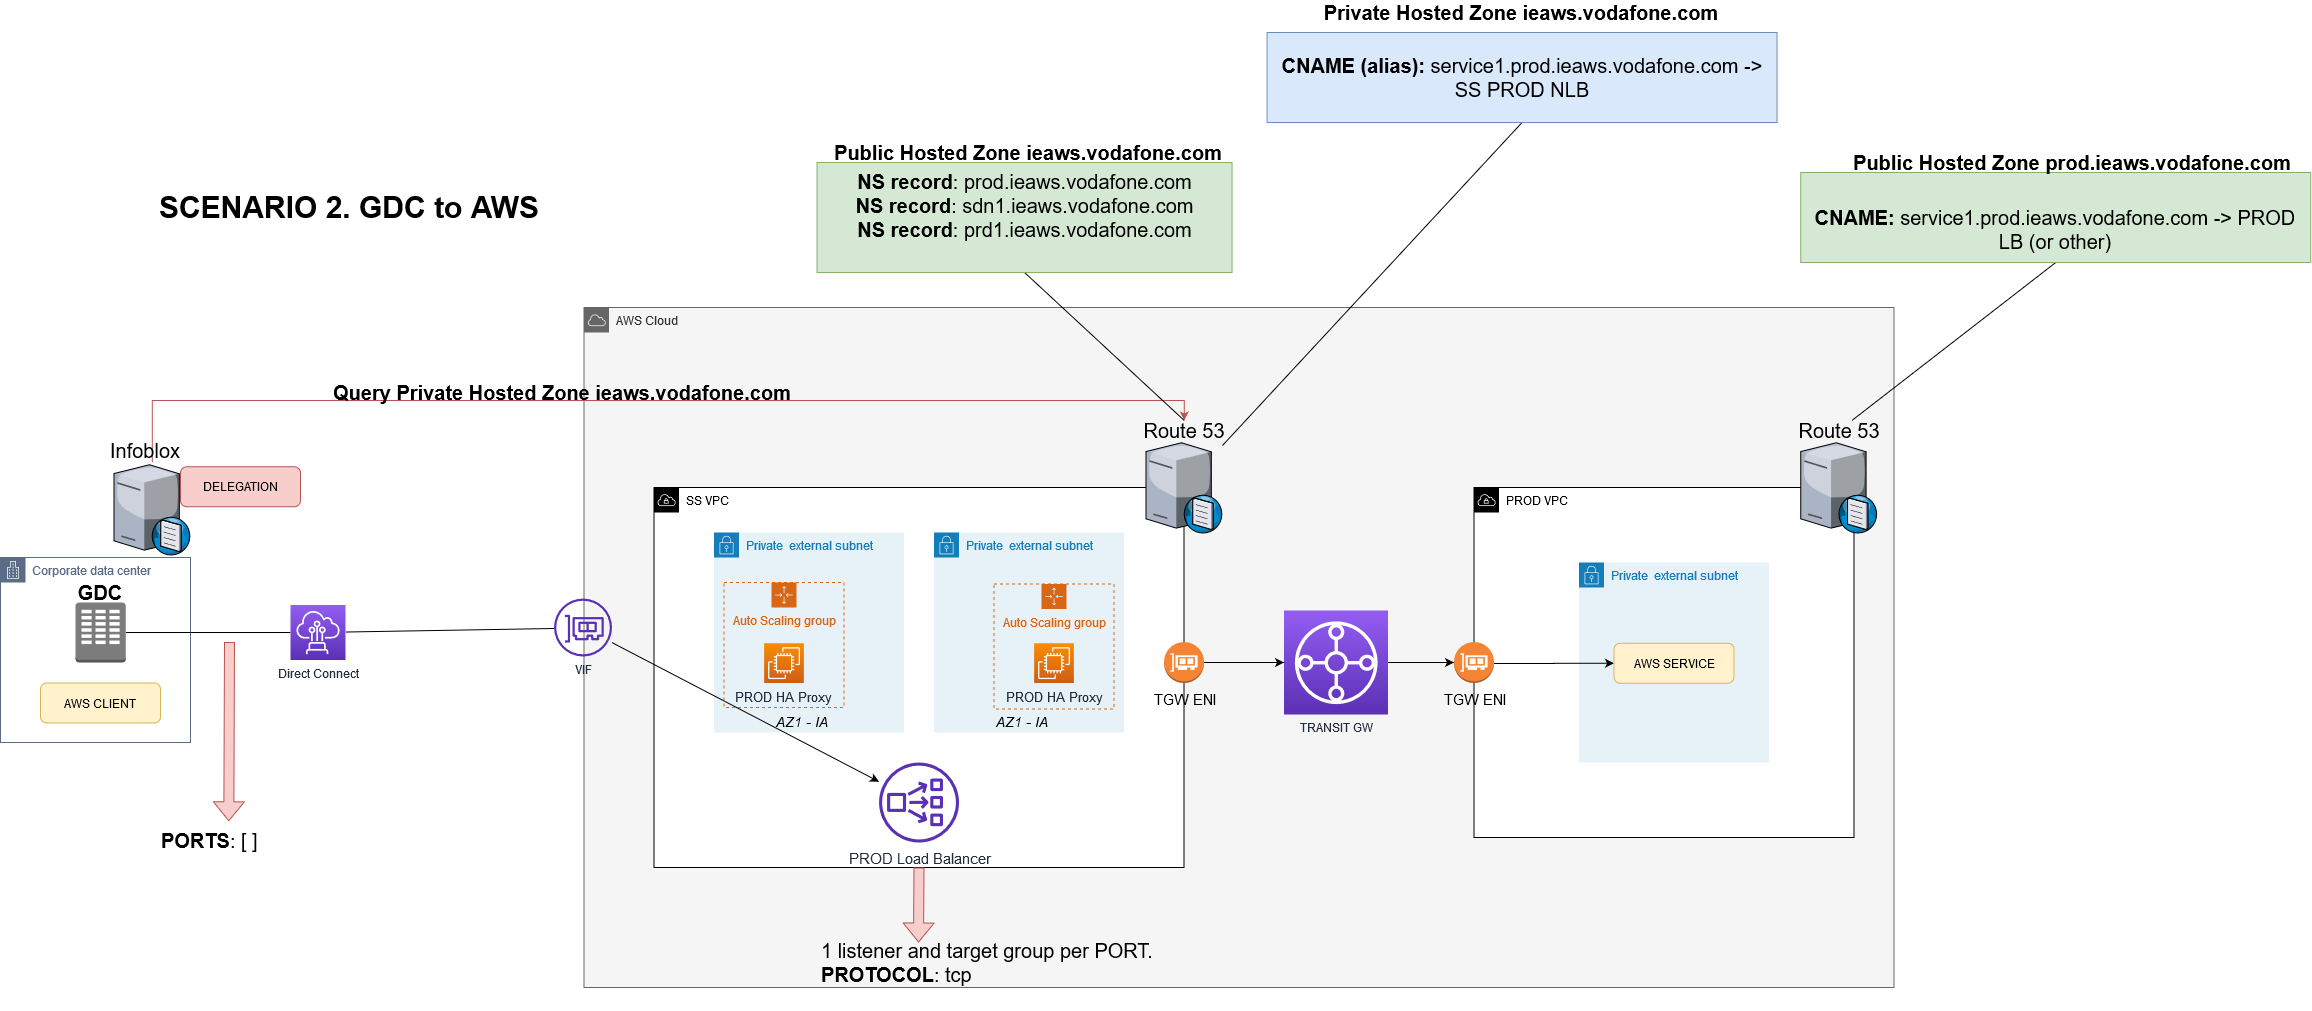 Private Hosted Zone ieaws.vodafone.com
CNAME (alias): service1.prod.ieaws.vodafone.com ->
SS PROD NLB
Public Hosted Zone ieaws.vodafone.com
NS record: prod.ieaws.vodafone.com
NS record: sdn1.ieaws.vodafone.com
NS record: prd1.ieaws.vodafone.com
Public Hosted Zone prod.ieaws.vodafone.com
CNAME: service1.prod.ieaws.vodafone.com -> PROD
LB (or other)
SCENARIO 2. GDC to AWS
AWS Cloud
Query Private Hosted Zone ieaws.vodafone.com
Infoblox
DELEGATION
Route 53
Route 53
Corporate data center
GDC
AWS CLIENT
Direct Connect
VIF
PORTS: [ ]
SS VPC
Private external subnet
Auto Scaling group
PROD HA Proxy
AZ1 - IA
Private external subnet
Auto Scaling group
PROD HA Proxy
AZ1 - IA
PROD Load Balancer
1 listener and target group per PORT.
PROTOCOL: tcp
TGW ENI
TRANSIT GW
TGW ENI
PROD VPC
Private external subnet
AWS SERVICE